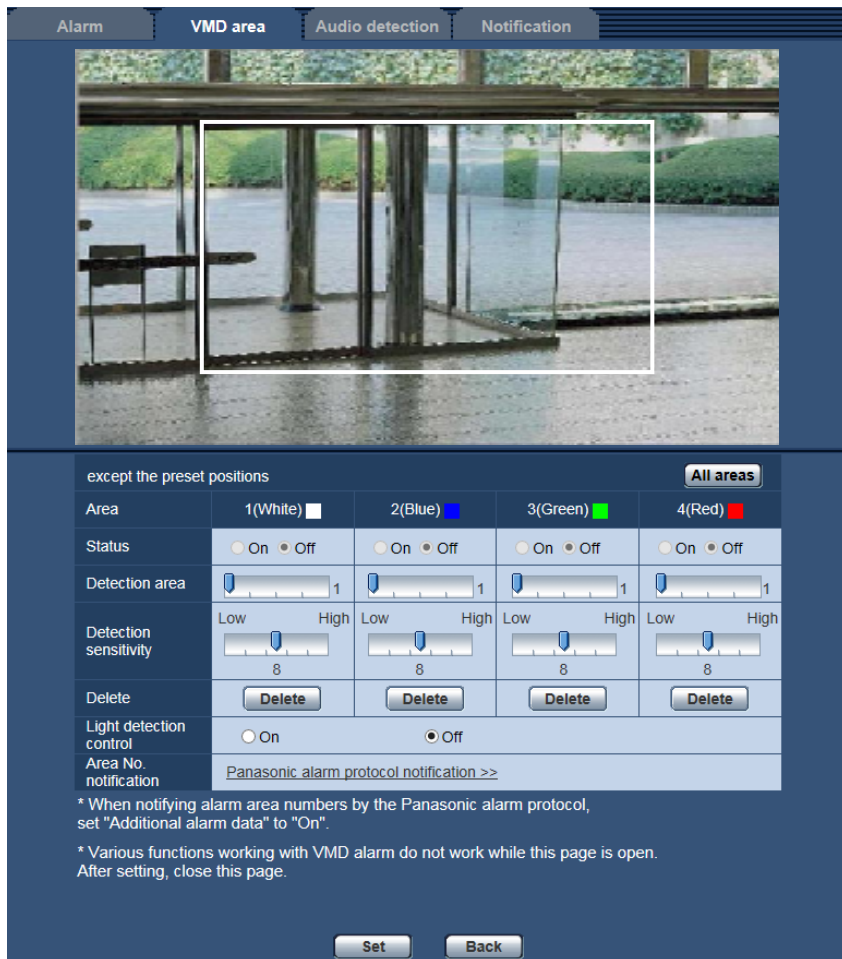 Alarm VMD area Audio detection Notification
except the preset positions All areas
Area 1(White) 2(Blue) 3(Green) 4(Red)
Status On Off On Off On Off On Off
Detection area 1 1 1 1
Detection sensitivity Low High Low High Low High Low High
8 8 8 8
Delete Delete Delete Delete Delete
Light detection
control On Off
Area No.
notification Panasonic alarm protocol notification >>
* When notifying alarm area numbers by the Panasonic alarm protocol,
set "Additional alarm data" to "On".
* Various functions working with VMD alarm do not work while this page is open.
After setting, close this page.
Set Back